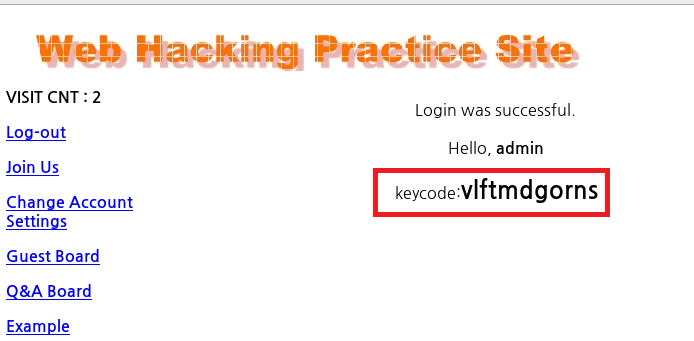 Web Hacking Practice Site
VISIT CNT : 2
Log-out
Join Us
Change Account
Settings
Guest Board
Q&A Board
Example
Login was successful.
Hello, admin
keycode:vlftmdgorns